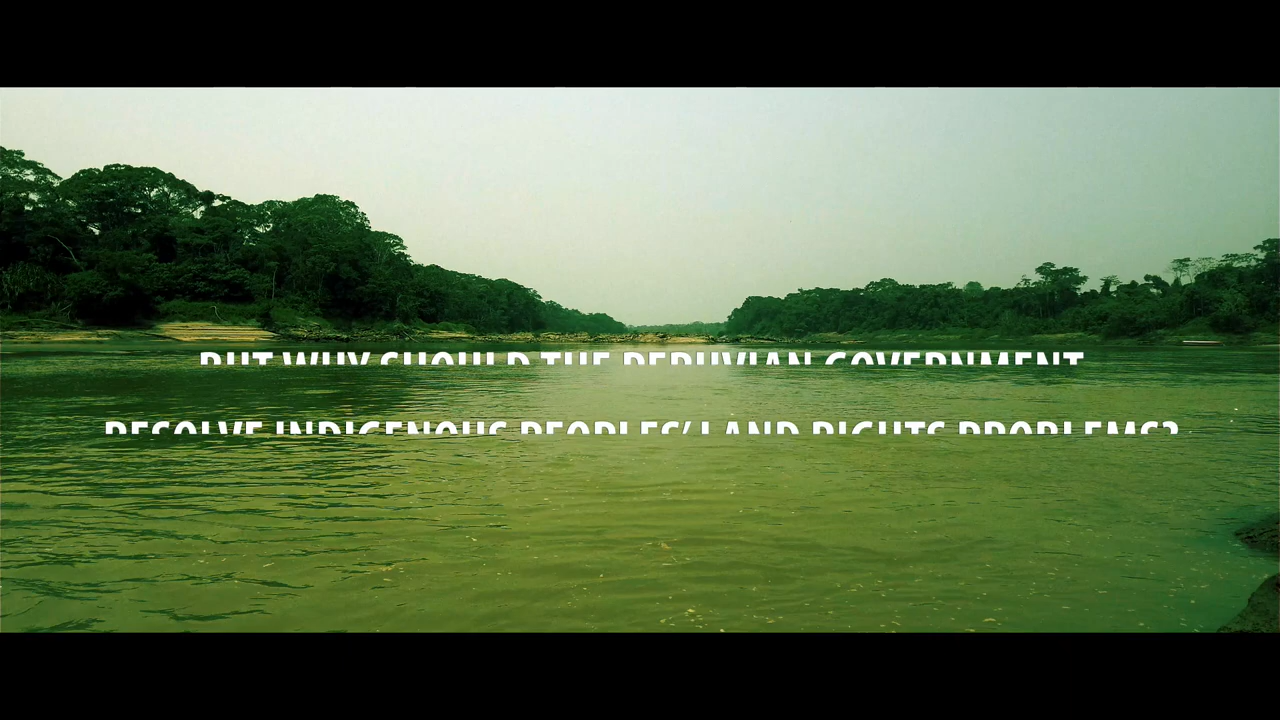 BUT WHY SHOULD THE PERUVIAN GOVERNMENT
RESOLVE INDIGENOUS PEOPLES' LAND RIGHTS PROBLEMS?